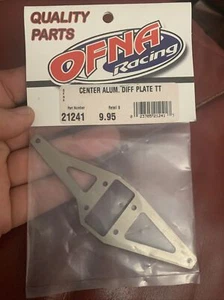 QUALITY
PARTS
OFNA
Racing
CENTER ALUM. DIFF PLATE TT
Part Number
Retail $
21241
9.95